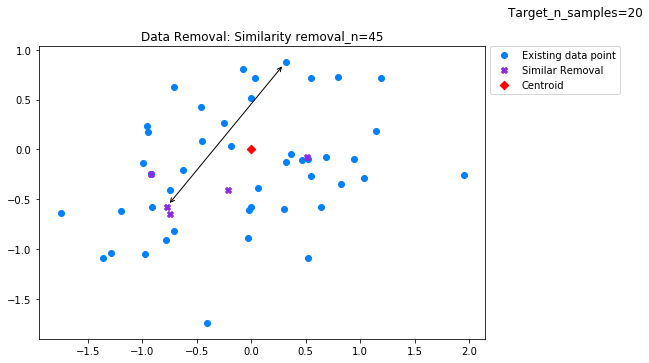 Target_n_samples=20
Data Removal: Similarity removal_n=45
Existing data point
Similar Removal
Centroid
1.0
0.5
0.0
−0.5
−1.0
−1.5
−1.5 −1.0 −0.5 0.0 0.5 1.0 1.5 2.0